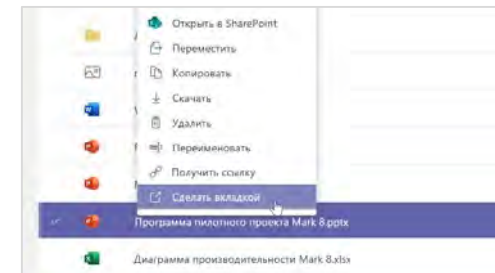 Открыть в SharePoint
Переместить
Копировать
Скачать
Удалить
Переименовать
Получить ссылку
Сделать вкладкой
Программа пилотного проекта Mark 8.pptx
Диаграмма производительности Mark 8.xlsx